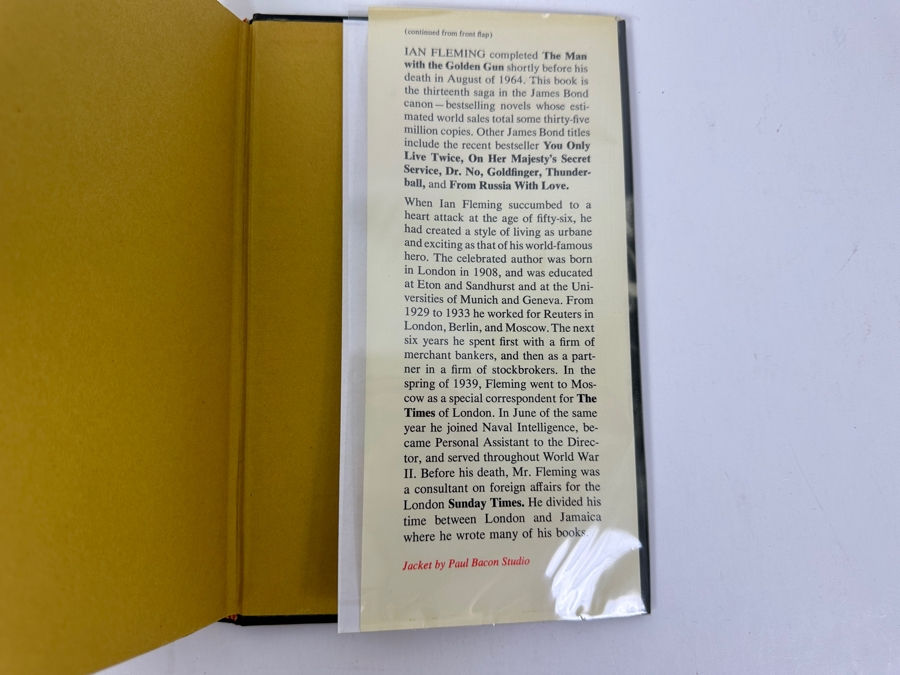 (continued from front flap)
IAN FLEMING completed The Man
with the Golden Gun shortly before his
death in August of 1964. This book is
the thirteenth saga in the James Bond
canon — bestselling novels whose esti-
mated world sales total some thirty-five
million copies. Other James Bond titles
include the recent bestseller You Only
Live Twice, On Her Majesty's Secret
Service, Dr. No, Goldfinger, Thunder-
ball, and From Russia With Love.
When Ian Fleming succumbed to a
heart attack at the age of fifty-six, he
had created a style of living as urbane
and exciting as that of his world-famous
hero. The celebrated author was born
in London in 1908, and was educated
at Eton and Sandhurst and at the Uni-
versities of Munich and Geneva. From
1929 to 1933 he worked for Reuters in
London, Berlin, and Moscow. The next
six years he spent first with a firm of
merchant bankers, and then as a part-
ner in a firm of stockbrokers. In the
spring of 1939, Fleming went to Mos-
cow as a special correspondent for The
Times of London. In June of the same
year he joined Naval Intelligence, be-
came Personal Assistant to the Direc-
tor, and served throughout World War
II. Before his death, Mr. Fleming was
a consultant on foreign affairs for the
London Sunday Times. He divided his
time between London and Jamaica
where he wrote many of his books.
Jacket by Paul Bacon Studio